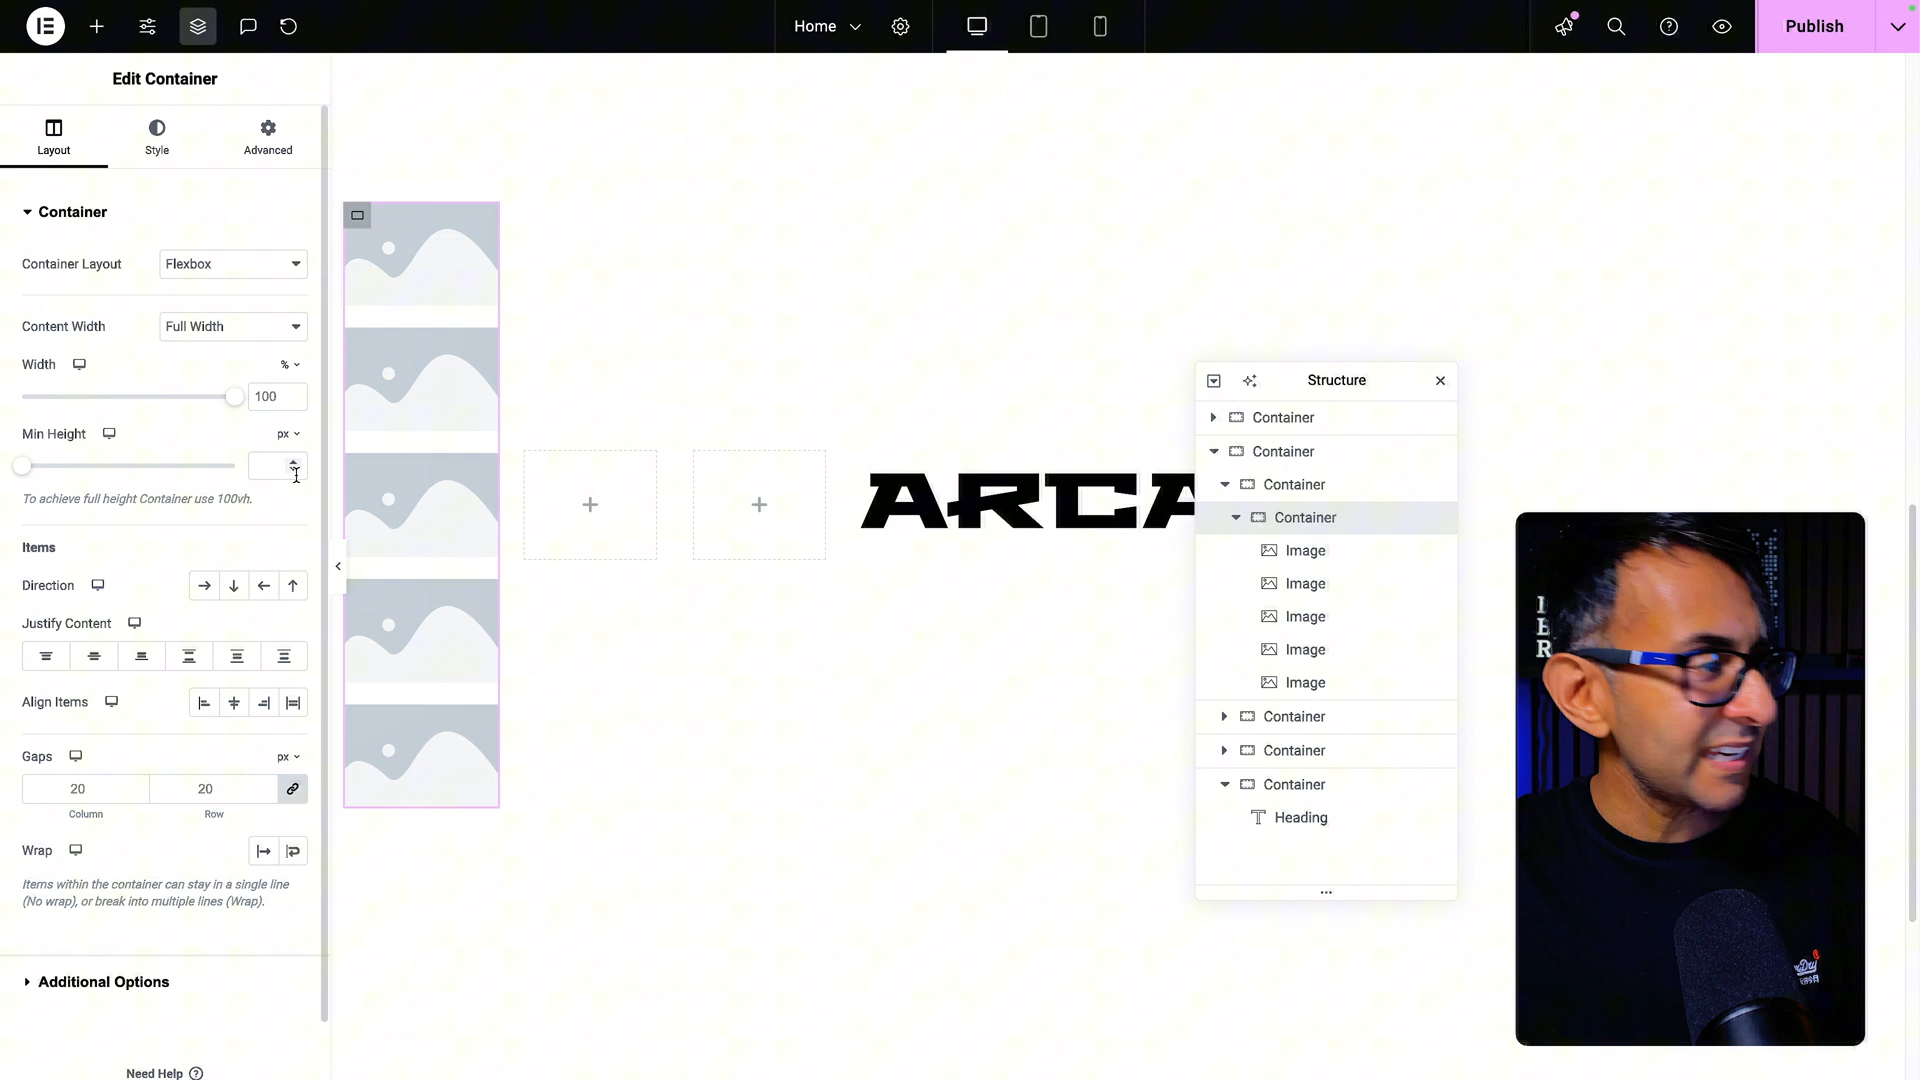 Home
Publish
Edit Container
Layout
Style
Advanced
Container
Container Layout
Flexbox
Content Width
Full Width
Width
%
100
Min Height
px
To achieve full height Container use 100vh.
Items
Direction
Justify Content
Align Items
Gaps
px
20
20
Column
Row
Wrap
Items within the container can stay in a single line
(No wrap), or break into multiple lines (Wrap).
Additional Options
Need Help
ARCA
Structure
Container
Container
Container
Container
Image
Image
Image
Image
Image
Container
Container
Container
Heading